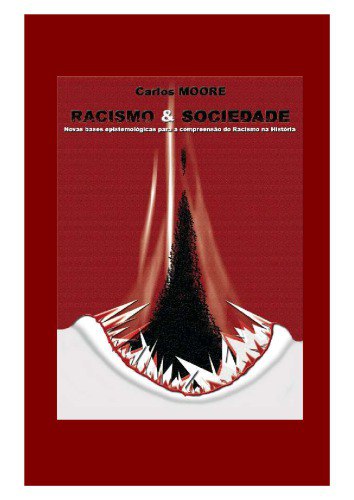 Carlos MOORE
RACISMO & SOCIEDADE
Novas bases epistemológicas para a compreensão do Racismo na História